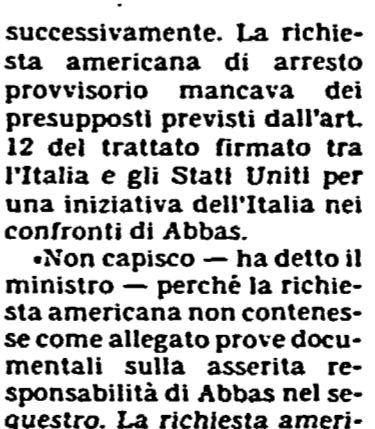 successivamente. La richie-
sta americana di arresto
provvisorio mancava dei
presupposti previsti dall'art.
12 del trattato firmato tra
l'Italia e gli Stati Uniti per
una iniziativa dell'Italia nei
confronti di Abbas.
«Non capisco — ha detto il
ministro — perché la richie-
sta americana non contenes-
se come allegato prove docu-
mentali sulla asserita re-
sponsabilità di Abbas nel se-
questro. La richiesta ameri-